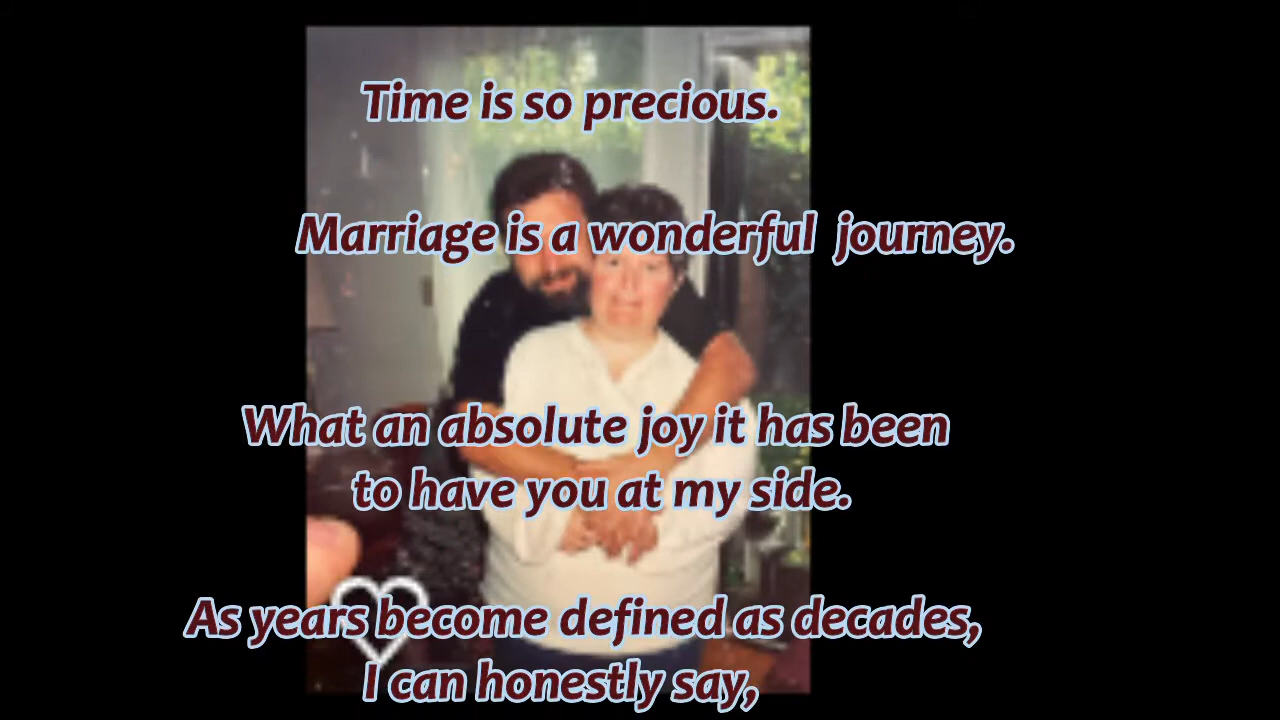 Time is so precious.
Marriage is a wonderful journey.
What an absolute joy it has been
to have you at my side.
As years become defined as decades,
I can honestly say,